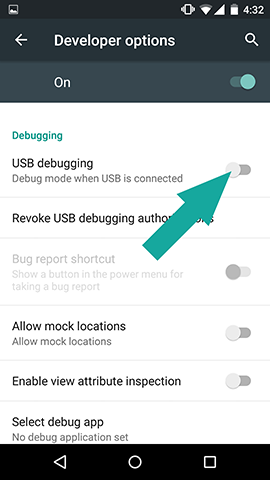 4:32
Developer options
On
Debugging
USB debugging
Debug mode when USB is connected
Revoke USB debugging
Bug report shortcut
Show a button in the power menu for
taking a bug report
Allow mock locations
Allow mock locations
Enable view attribute inspection
Select debug app
No debug application set